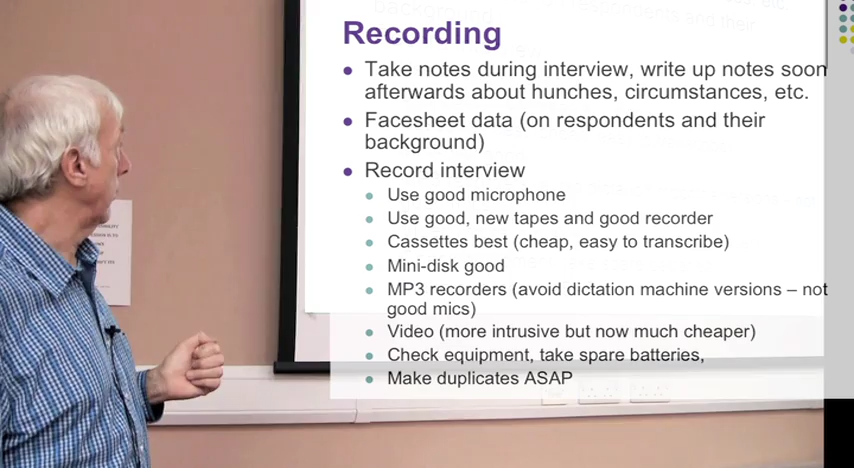 Recording
Take notes during interview, write up notes soon
afterwards about hunches, circumstances, etc.
Facesheet data (on respondents and their
background)
Record interview
Use good microphone
Use good, new tapes and good recorder
Cassettes best (cheap, easy to transcribe)
Mini-disk good
MP3 recorders (avoid dictation machine versions – not
good mics)
Video (more intrusive but now much cheaper)
Check equipment, take spare batteries,
Make duplicates ASAP